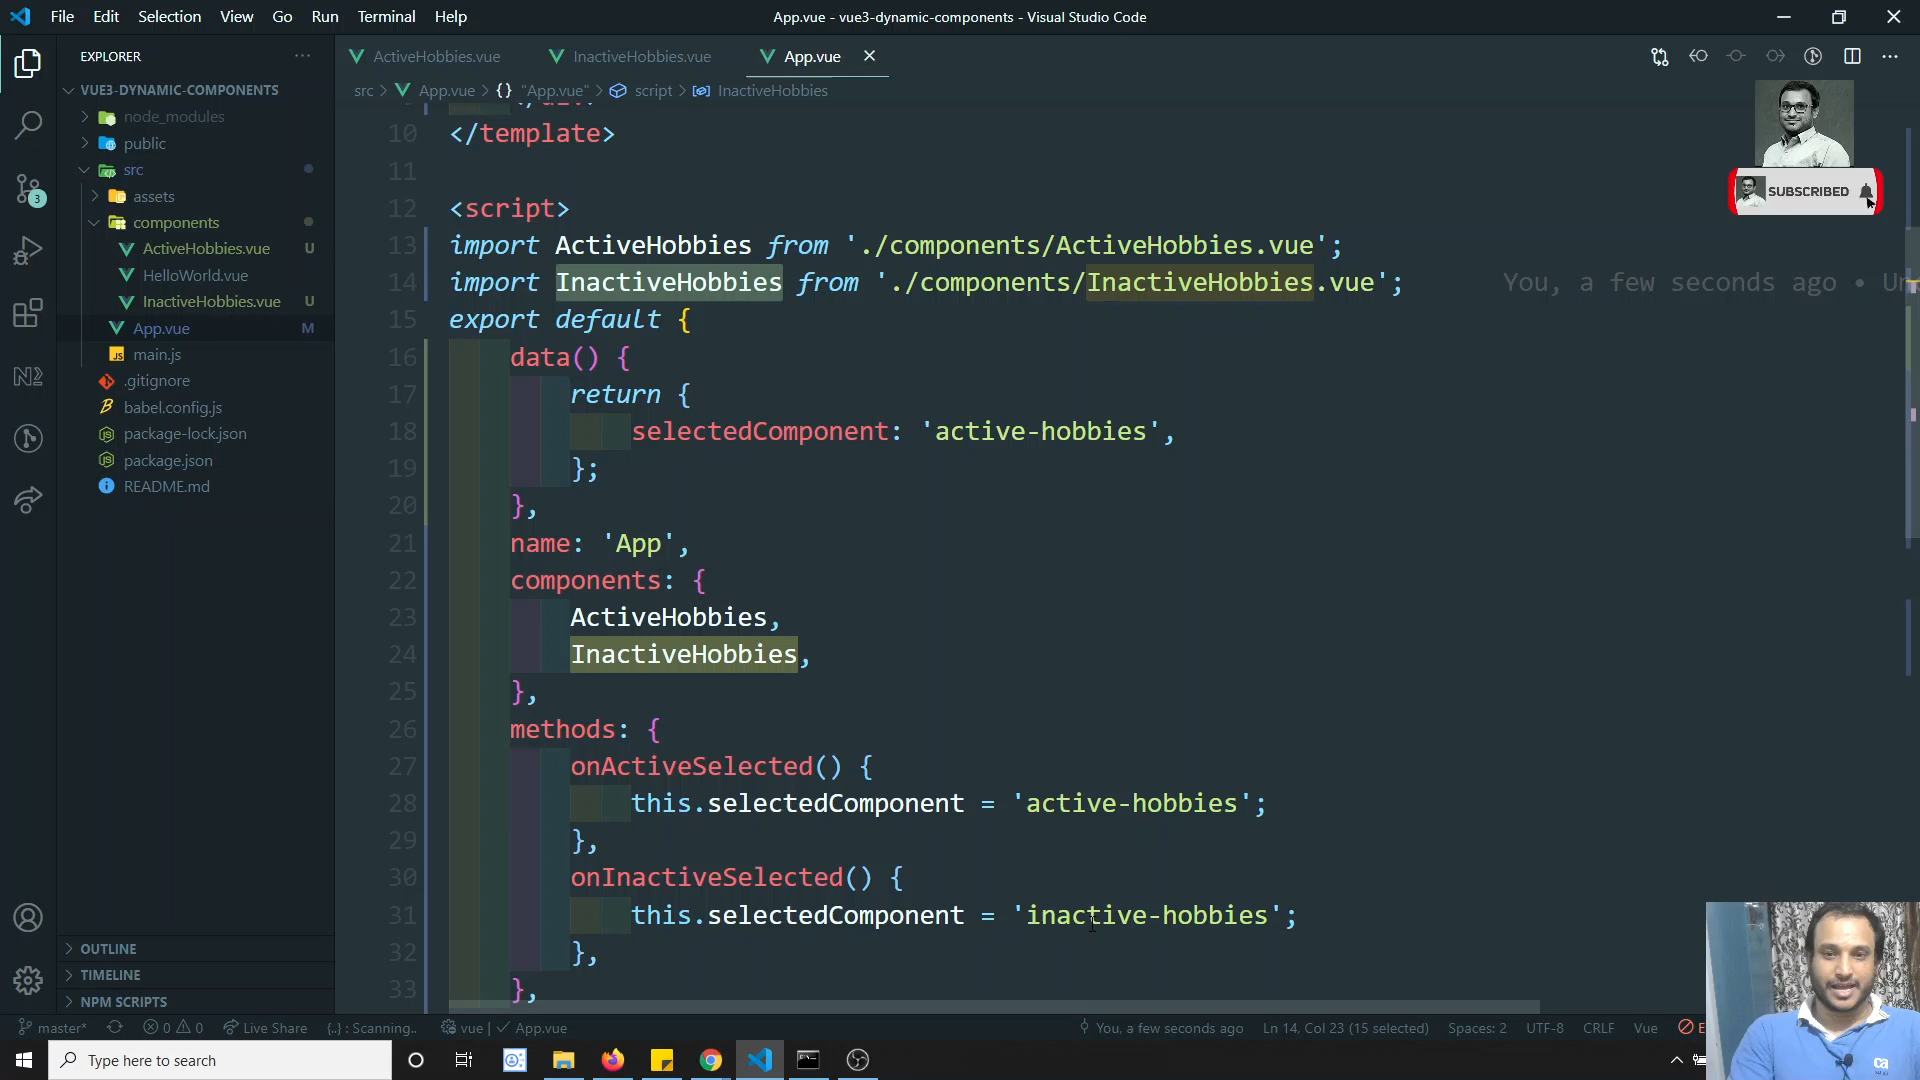 File Edit Selection View Go Run Terminal Help
App.vue - vue3-dynamic-components - Visual Studio Code
EXPLORER
VUE3-DYNAMIC-COMPONENTS
node_modules
public
src
assets
components
ActiveHobbies.vue U
HelloWorld.vue
InactiveHobbies.vue U
App.vue M
JS main.js
.gitignore
babel.config.js
package-lock.json
package.json
README.md
OUTLINE
TIMELINE
NPM SCRIPTS
3
ActiveHobbies.vue InactiveHobbies.vue App.vue
src > App.vue > {} "App.vue" > script > InactiveHobbies
SUBSCRIBED
10 </template>
11
12 <script>
13 import ActiveHobbies from './components/ActiveHobbies.vue';
14 import InactiveHobbies from './components/InactiveHobbies.vue'; You, a few seconds ago •
15 export default {
16 data() {
17 return {
18 selectedComponent: 'active-hobbies',
19 };
20 },
21 name: 'App',
22 components: {
23 ActiveHobbies,
24 InactiveHobbies,
25 },
26 methods: {
27 onActiveSelected() {
28 this.selectedComponent = 'active-hobbies';
29 },
30 onInactiveSelected() {
31 this.selectedComponent = 'inactive-hobbies';
32 },
33 },
master* 0 0 Live Share {..} : Scanning.. vue | App.vue You, a few seconds ago Ln 14, Col 23 (15 selected) Spaces: 2 UTF-8 CRLF Vue
Type here to search
ca